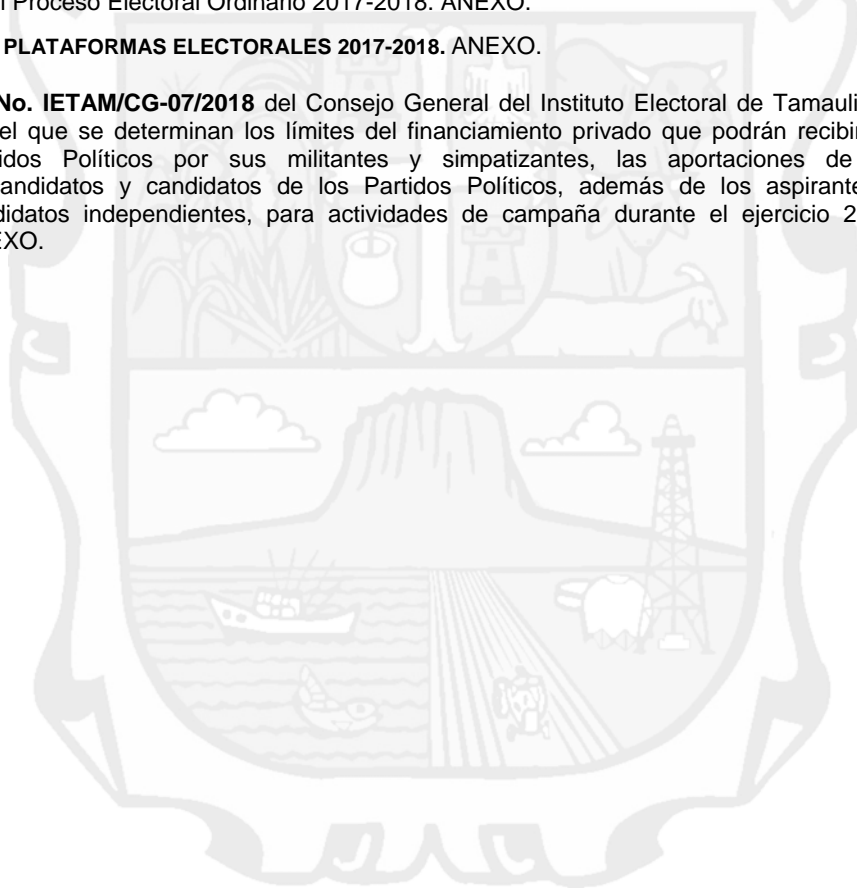 Proceso Electoral Ordinario 2017-2018. ANEXO.
PLATAFORMAS ELECTORALES 2017-2018. ANEXO.
No. IETAM/CG-07/2018 del Consejo General del Instituto Electoral de Tamauli
el que se determinan los límites del financiamiento privado que podrán recibir
idos Políticos por sus militantes y simpatizantes, las aportaciones de
andidatos y candidatos de los Partidos Políticos, además de los aspirante
didatos independientes, para actividades de campaña durante el ejercicio 2
EXO.